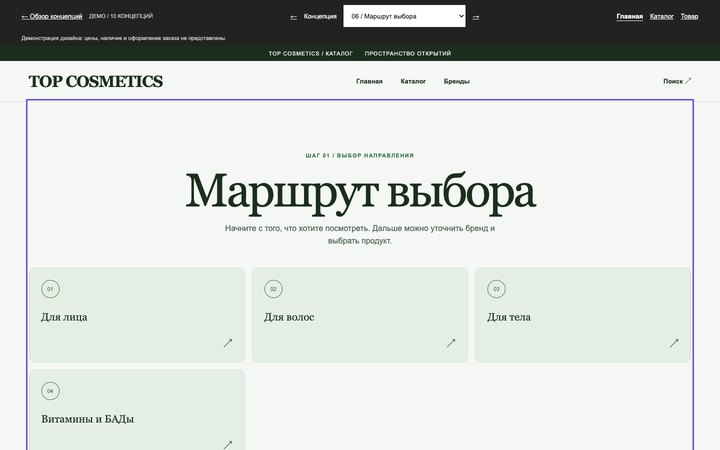 ← Обзор концепций ДЕМО / 10 КОНЦЕПЦИЙ ← Концепция 06 / Маршрут выбора → Главная Каталог Товар
Демонстрация дизайна: цены, наличие и оформление заказа не представлены.
TOP COSMETICS / КАТАЛОГ ПРОСТРАНСТВО ОТКРЫТИЙ
TOP COSMETICS Главная Каталог Бренды Поиск ↗
ШАГ 01 / ВЫБОР НАПРАВЛЕНИЯ
Маршрут выбора
Начните с того, что хотите посмотреть. Дальше можно уточнить бренд и
выбрать продукт.
01 02 03
Для лица Для волос Для тела
04
Витамины и БАДы